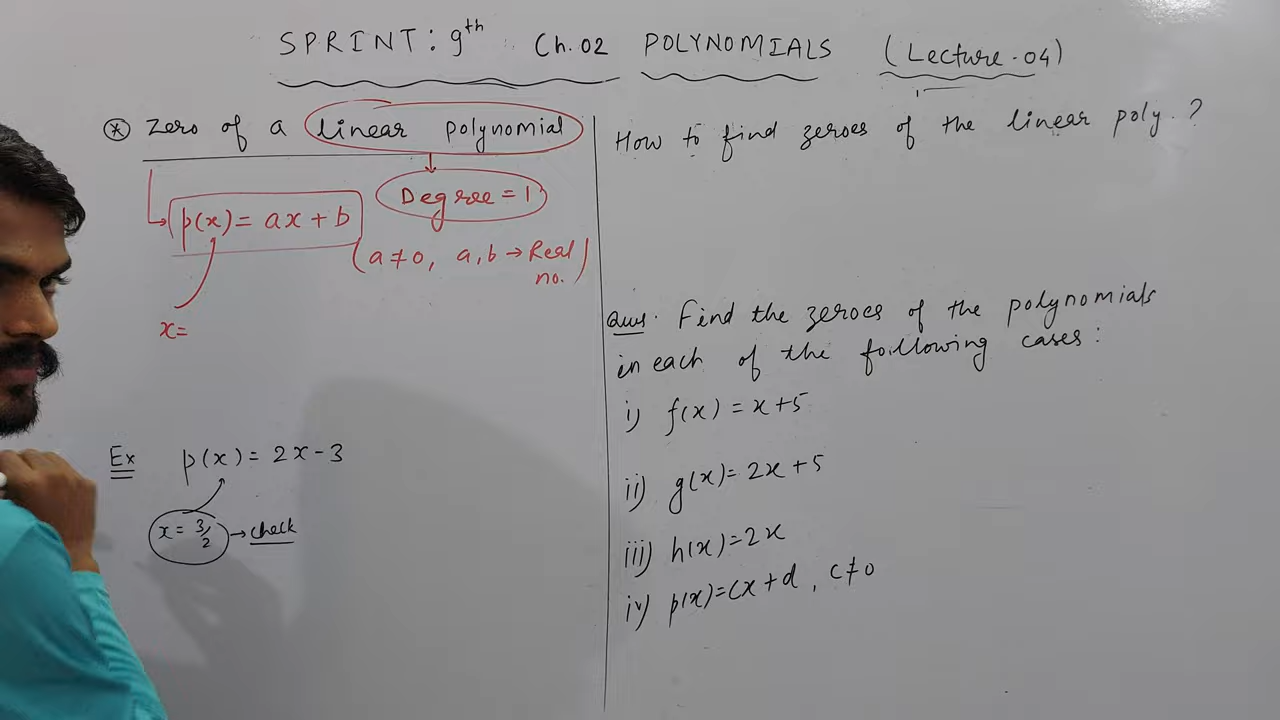 SPRINT: 9th Ch. 02 POLYNOMIALS (Lecture-04)
* Zero of a linear polynomial
Degree = 1
p(x) = ax + b
(a ≠ 0, a, b → Real no.)
x =
Ex p(x) = 2x - 3
x = 3/2 → check
How to find zeroes of the linear poly. ?
Ques. Find the zeroes of the polynomials
in each of the following cases:
i) f(x) = x + 5
ii) g(x) = 2x + 5
iii) h(x) = 2x
iv) p(x) = cx + d, c ≠ 0